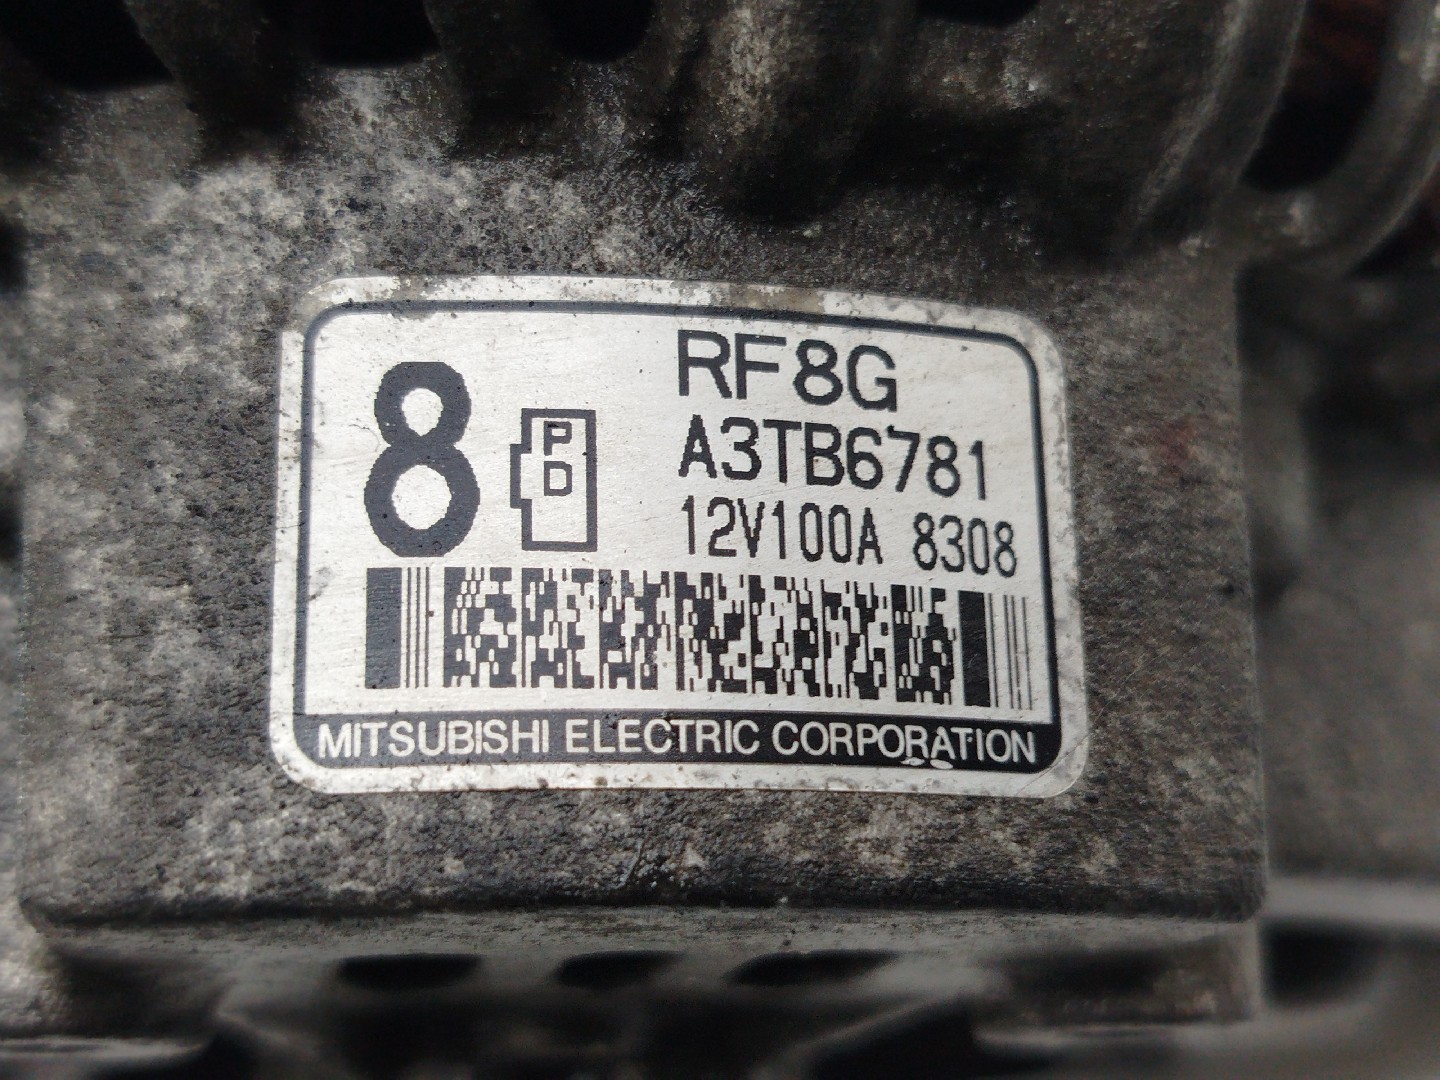 8
P
D
RF8G
A3TB6781
12V100A 8308
MITSUBISHI ELECTRIC CORPORATION